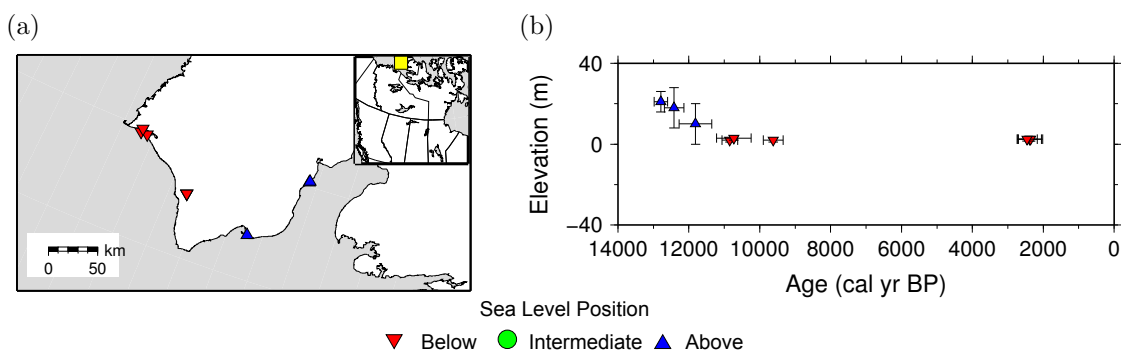 (a)
(b)
km
0 50
Elevation (m)
40
0
−40
14000 12000 10000 8000 6000 4000 2000 0
Age (cal yr BP)
Sea Level Position
Below Intermediate Above